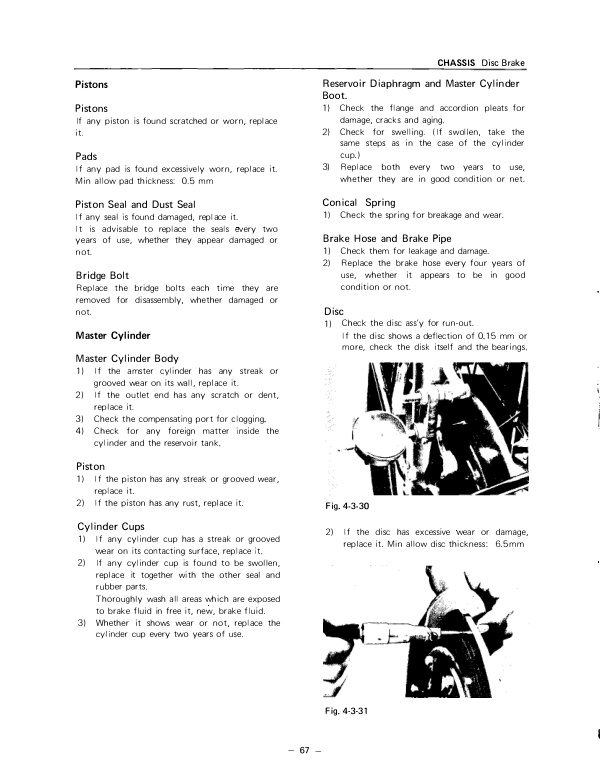 CHASSIS Disc Brake
Pistons
Pistons
If any piston is found scratched or worn, replace
it.
Pads
If any pad is found excessively worn, replace it.
Min allow pad thickness: 0.5 mm
Piston Seal and Dust Seal
If any seal is found damaged, replace it.
It is advisable to replace the seals every two
years of use, whether they appear damaged or
not.
Bridge Bolt
Replace the bridge bolts each time they are
removed for disassembly, whether damaged or
not.
Master Cylinder
Master Cylinder Body
1) If the amster cylinder has any streak or
grooved wear on its wall, replace it.
2) If the outlet end has any scratch or dent,
replace it.
3) Check the compensating port for clogging.
4) Check for any foreign matter inside the
cylinder and the reservoir tank.
Piston
1) If the piston has any streak or grooved wear,
replace it.
2) If the piston has any rust, replace it.
Cylinder Cups
1) If any cylinder cup has a streak or grooved
wear on its contacting surface, replace it.
2) If any cylinder cup is found to be swollen,
replace it together with the other seal and
rubber parts.
Thoroughly wash all areas which are exposed
to brake fluid in free it, new, brake fluid.
3) Whether it shows wear or not, replace the
cylinder cup every two years of use.
Reservoir Diaphragm and Master Cylinder
Boot.
1) Check the flange and accordion pleats for
damage, cracks and aging.
2) Check for swelling. (If swollen, take the
same steps as in the case of the cylinder
cup.)
3) Replace both every two years to use,
whether they are in good condition or net.
Conical Spring
1) Check the spring for breakage and wear.
Brake Hose and Brake Pipe
1) Check them for leakage and damage.
2) Replace the brake hose every four years of
use, whether it appears to be in good
condition or not.
Disc
1) Check the disc ass'y for run-out.
If the disc shows a deflection of 0.15 mm or
more, check the disk itself and the bearings.
Fig. 4-3-30
2) If the disc has excessive wear or damage,
replace it. Min allow disc thickness: 6.5mm
Fig. 4-3-31
– 67 –